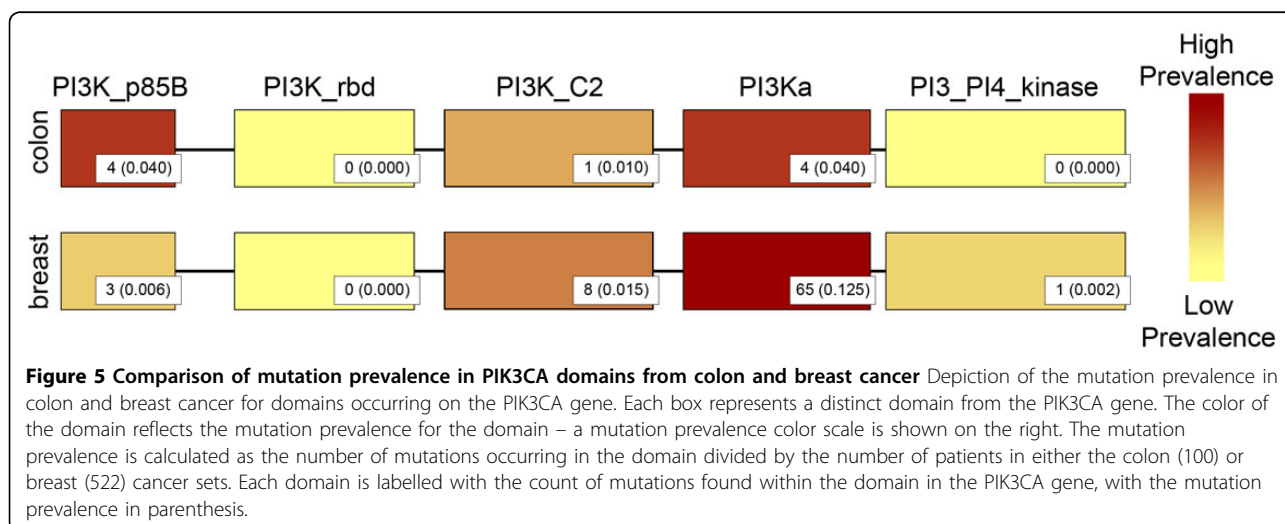 High
Prevalence
PI3K_p85B PI3K_rbd PI3K_C2 PI3Ka PI3_PI4_kinase
colon
4 (0.040) 0 (0.000) 1 (0.010) 4 (0.040) 0 (0.000)
breast
3 (0.006) 0 (0.000) 8 (0.015) 65 (0.125) 1 (0.002)
Low
Prevalence
Figure 5 Comparison of mutation prevalence in PIK3CA domains from colon and breast cancer Depiction of the mutation prevalence in
colon and breast cancer for domains occurring on the PIK3CA gene. Each box represents a distinct domain from the PIK3CA gene. The color of
the domain reflects the mutation prevalence for the domain – a mutation prevalence color scale is shown on the right. The mutation
prevalence is calculated as the number of mutations occurring in the domain divided by the number of patients in either the colon (100) or
breast (522) cancer sets. Each domain is labelled with the count of mutations found within the domain in the PIK3CA gene, with the mutation
prevalence in parenthesis.